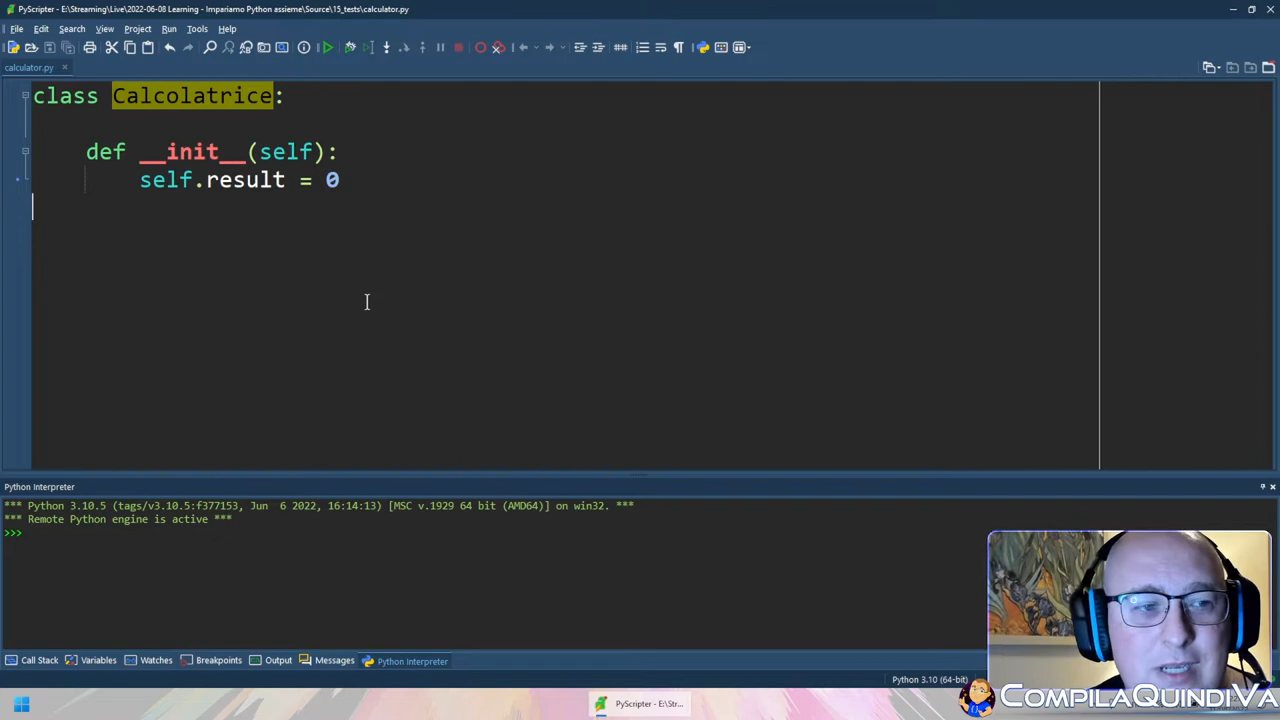 PyScripter - E:\Streaming\Live\2022-06-08 Learning - Impariamo Python assieme\Source\15_tests\calculator.py
File Edit Search View Project Run Tools Help
calculator.py
class Calcolatrice:
def __init__(self):
self.result = 0
Python Interpreter
*** Python 3.10.5 (tags/v3.10.5:f377153, Jun  6 2022, 16:14:13) [MSC v.1929 64 bit (AMD64)] on win32. ***
*** Remote Python engine is active ***
>>>
Call Stack Variables Watches Breakpoints Output Messages Python Interpreter
Python 3.10 (64-bit)
PyScripter - E:\Stre...
CompilaQuindiVa